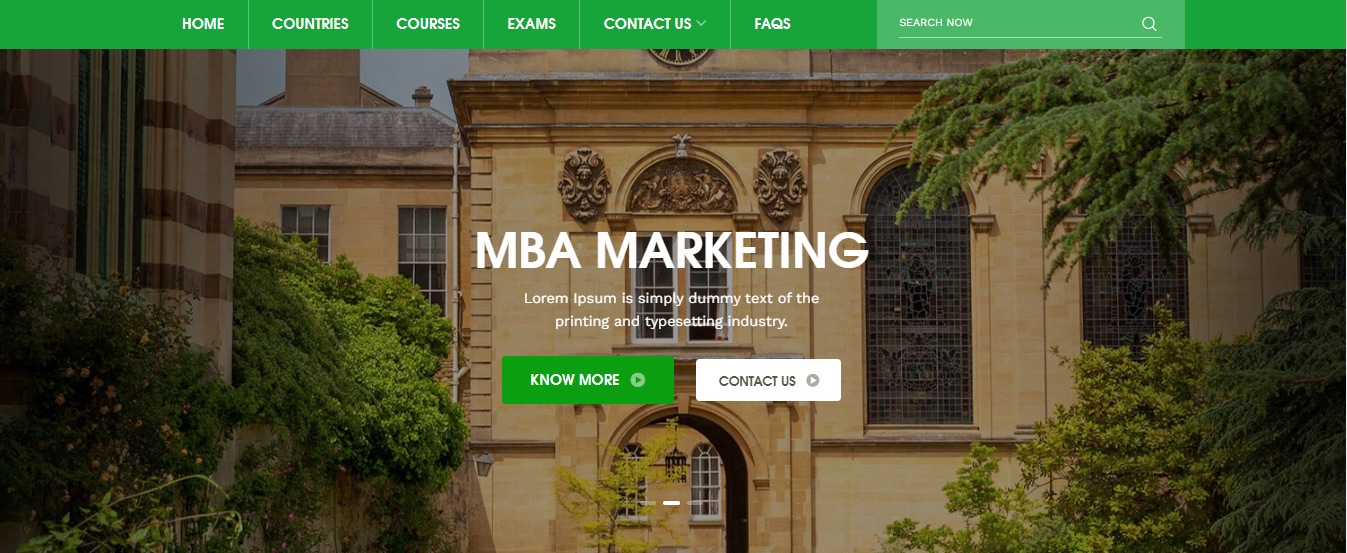 HOME
COUNTRIES
COURSES
EXAMS
CONTACT US
FAQS
SEARCH NOW
MBA MARKETING
Lorem Ipsum is simply dummy text of the
printing and typesetting industry.
KNOW MORE
CONTACT US